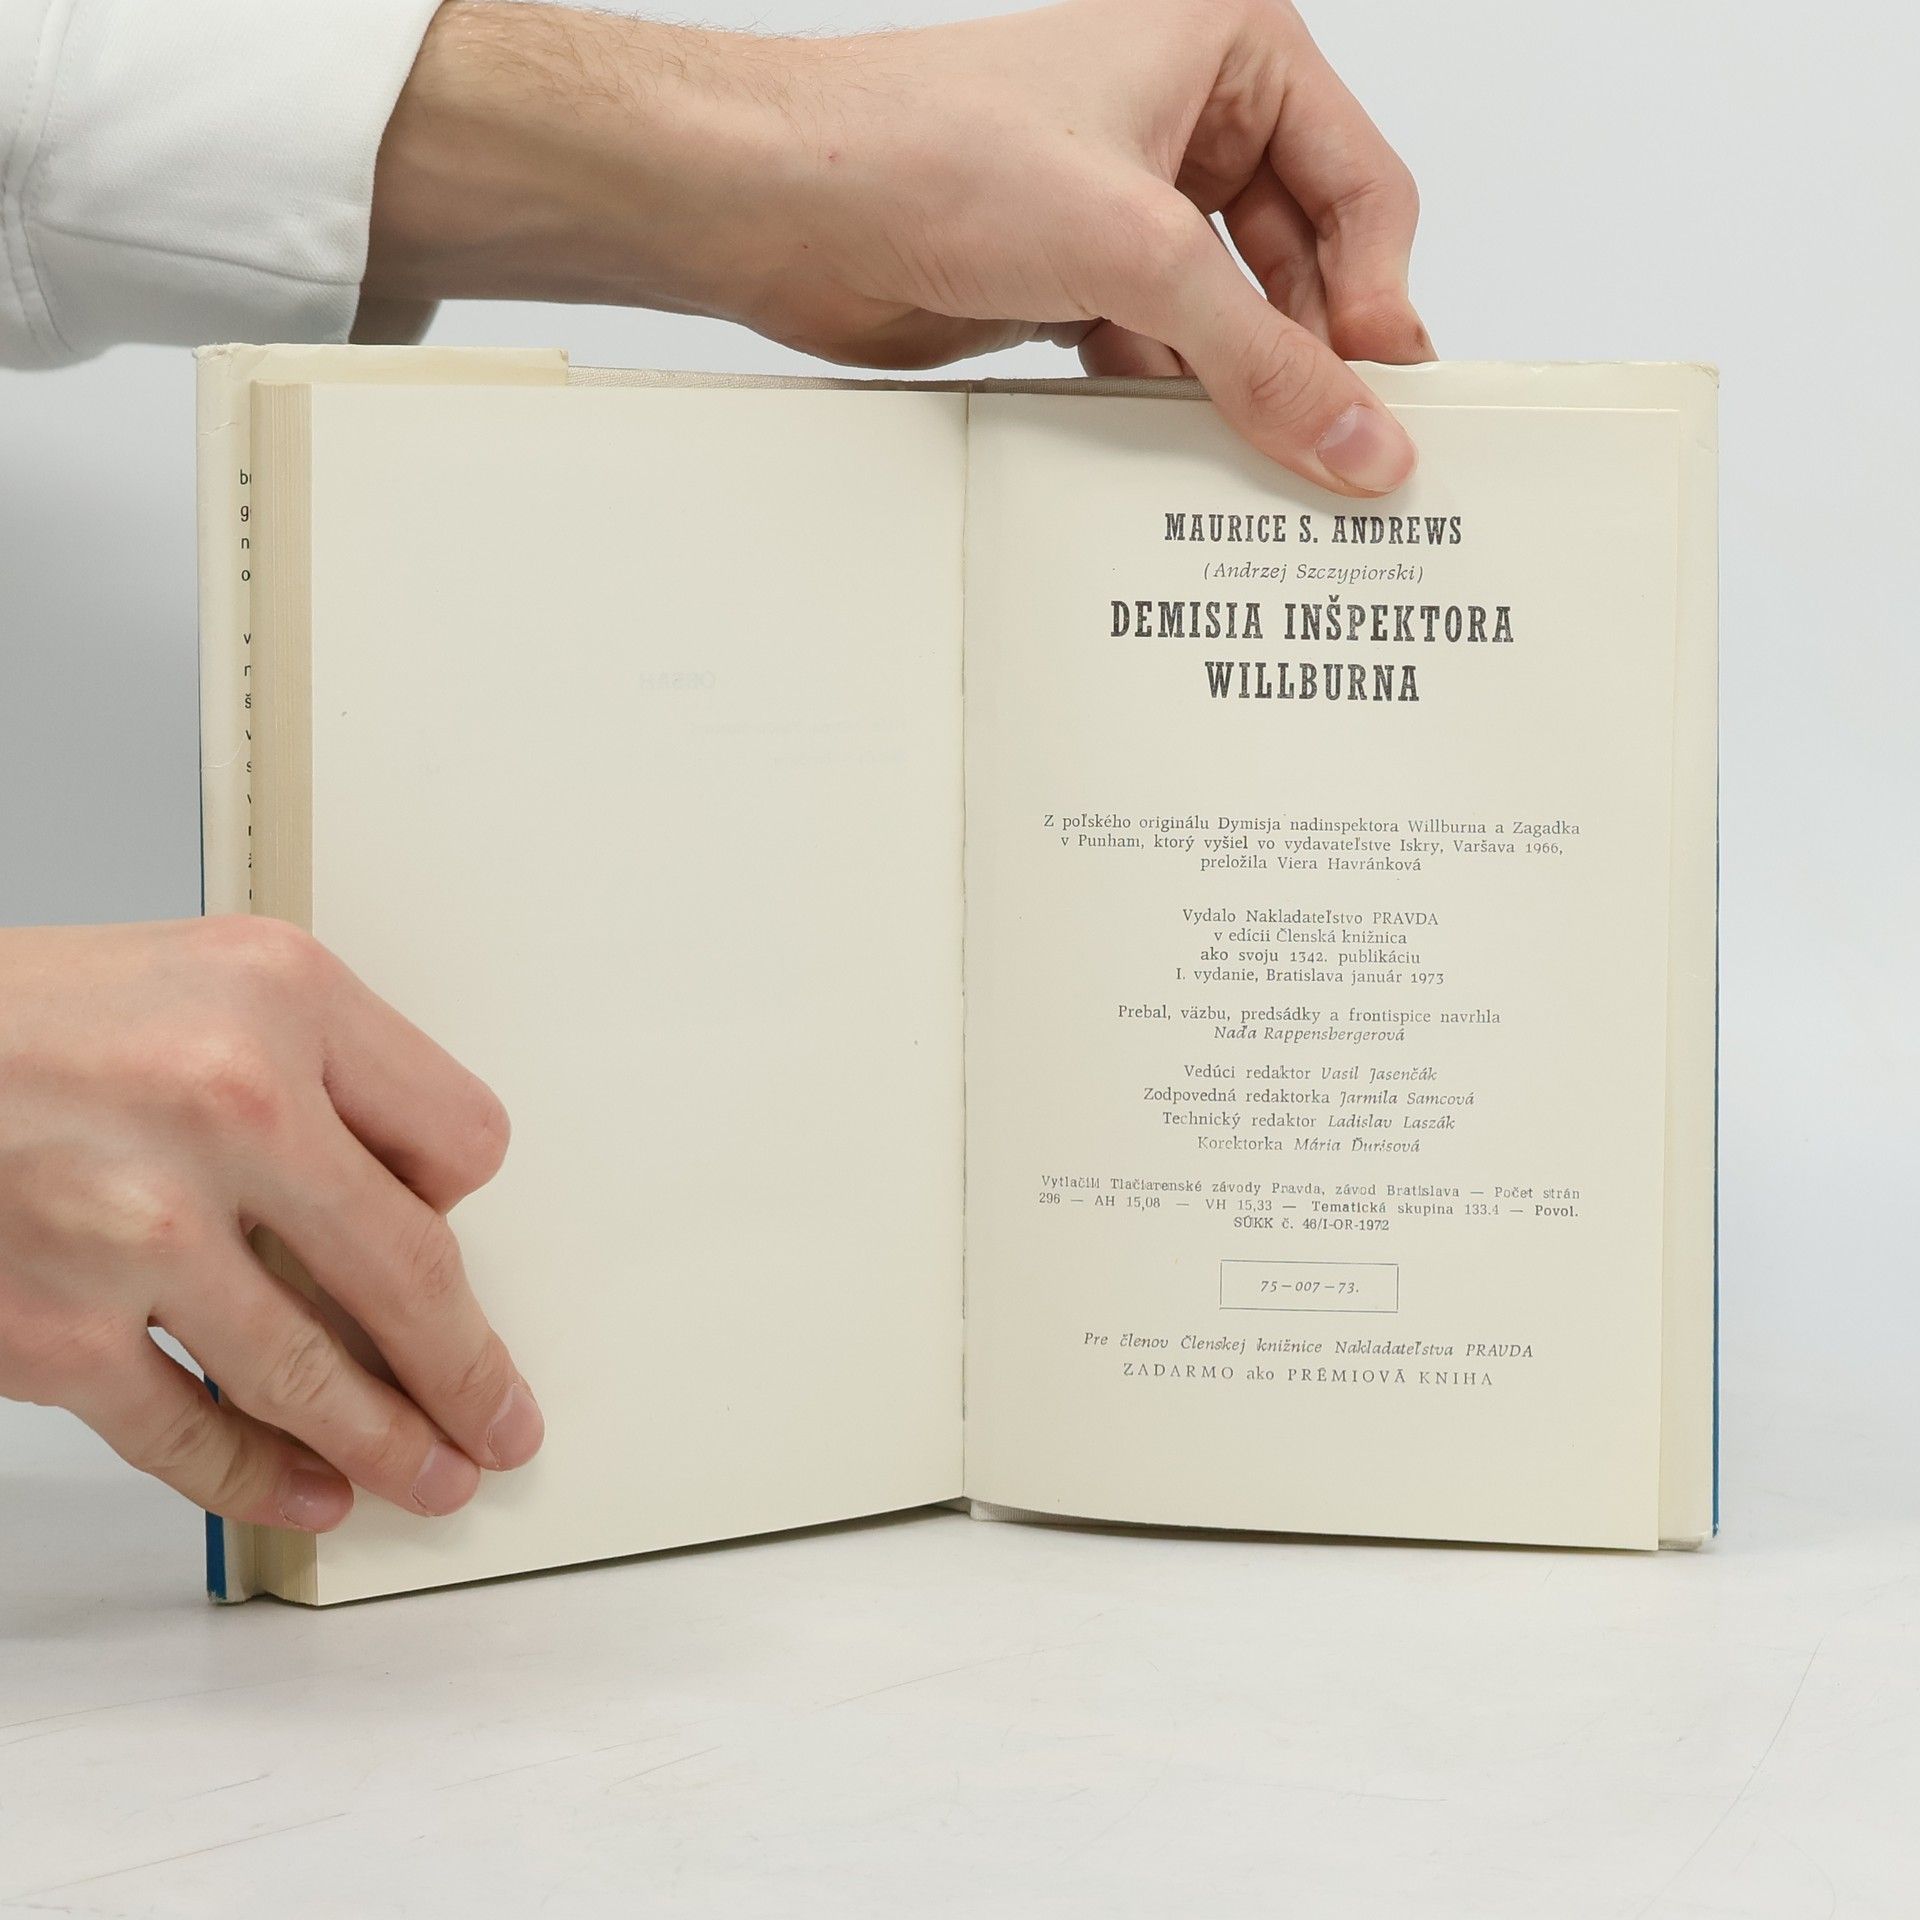 MAURICE S. ANDREWS
(Andrzej Szczypiorski)
DEMISIA INŠPEKTORA
WILLBURNA
Z poľského originálu Dymisja nadinspektora Willburna a Zagadka
v Punham, ktorý vyšiel vo vydavateľstve Iskry, Varšava 1966,
preložila Viera Havránková
Vydalo Nakladateľstvo PRAVDA
v edícii Členská knižnica
ako svoju 1342. publikáciu
I. vydanie, Bratislava január 1973
Prebal, väzbu, predsádky a frontispice navrhla
Naďa Rappensbergerová
Vedúci redaktor Vasil Jasenčák
Zodpovedná redaktorka Jarmila Samcová
Technický redaktor Ladislav Laszák
Korektorka Mária Ďurisová
Vytlačili Tlačiarenské závody Pravda, závod Bratislava — Počet strán
296 — AH 15,08 — VH 15,33 — Tematická skupina 133.4 — Povol.
SÚKK č. 46/I-OR-1972
75—007—73.
Pre členov Členskej knižnice Nakladateľstva PRAVDA
ZADARMO ako PRÉMIOVÁ KNIHA